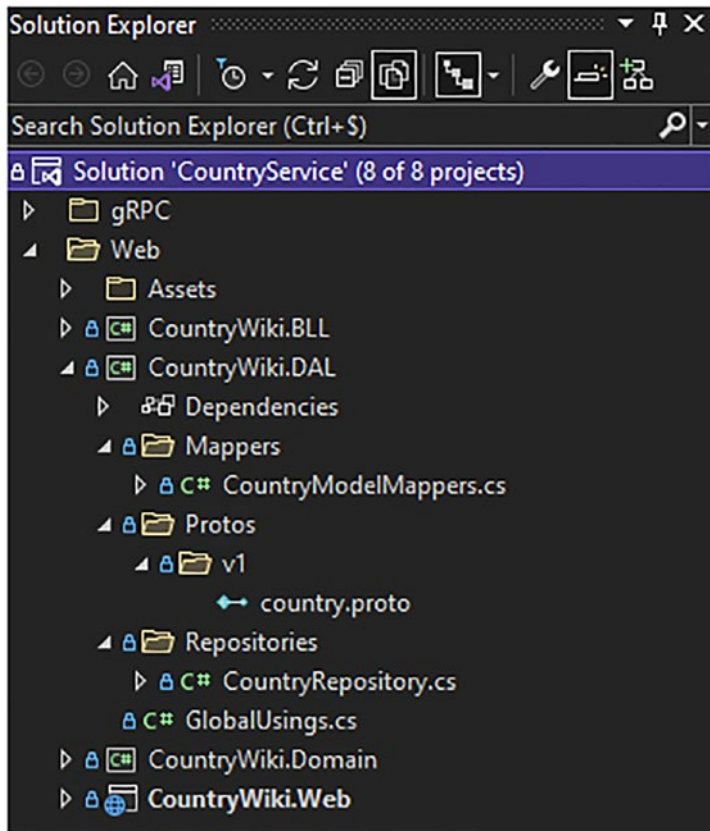 Solution Explorer
Search Solution Explorer (Ctrl+$)
Solution 'CountryService' (8 of 8 projects)
gRPC
Web
Assets
C# CountryWiki.BLL
C# CountryWiki.DAL
Dependencies
Mappers
C# CountryModelMappers.cs
Protos
v1
country.proto
Repositories
C# CountryRepository.cs
C# GlobalUsings.cs
C# CountryWiki.Domain
CountryWiki.Web